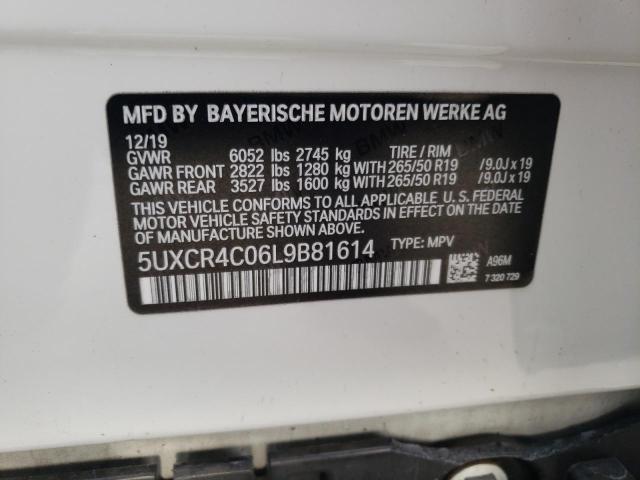 MFD BY BAYERISCHE MOTOREN WERKE AG
12/19
GVWR 6052 lbs 2745 kg TIRE / RIM
GAWR FRONT 2822 lbs 1280 kg WITH 265/50 R19 /9.0J x 19
GAWR REAR 3527 lbs 1600 kg WITH 265/50 R19 /9.0J x 19
THIS VEHICLE CONFORMS TO ALL APPLICABLE U. S. FEDERAL
MOTOR VEHICLE SAFETY STANDARDS IN EFFECT ON THE DATE
OF MANUFACTURE SHOWN ABOVE.
5UXCR4C06L9B81614 TYPE: MPV
A96M
7 320 729